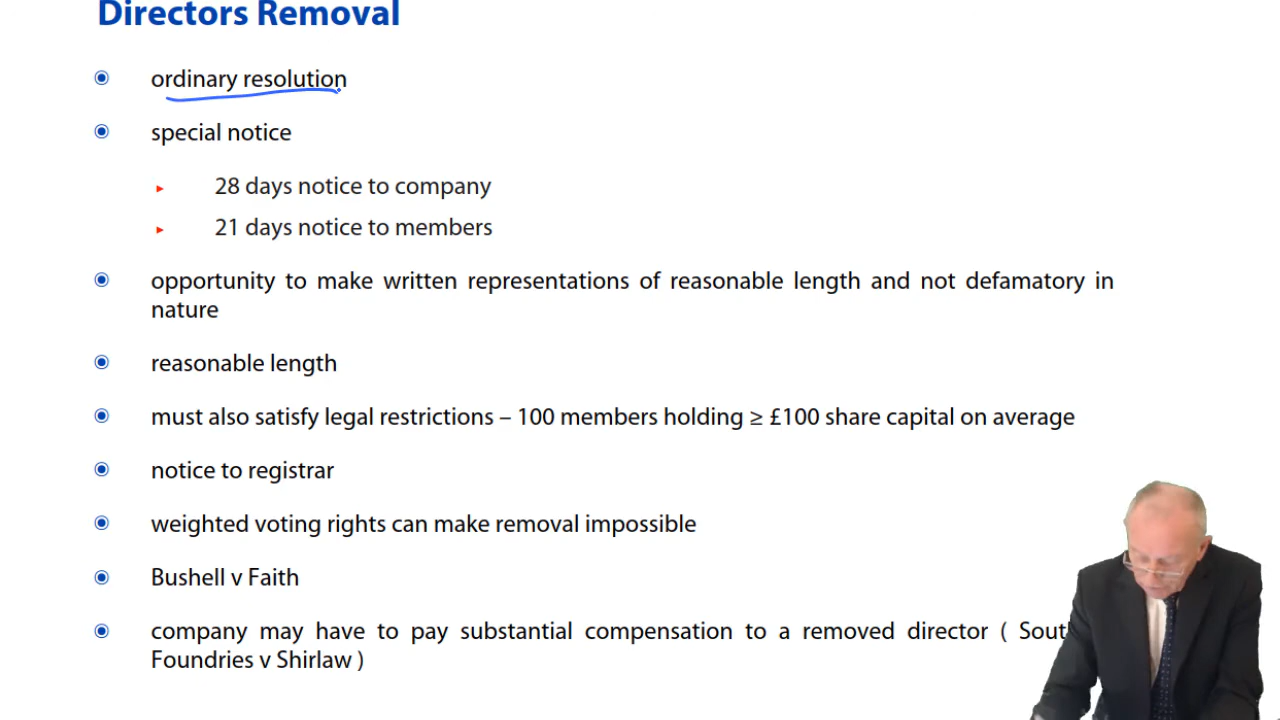 Directors Removal
ordinary resolution
special notice
28 days notice to company
21 days notice to members
opportunity to make written representations of reasonable length and not defamatory in
nature
reasonable length
must also satisfy legal restrictions – 100 members holding ≥ £100 share capital on average
notice to registrar
weighted voting rights can make removal impossible
Bushell v Faith
company may have to pay substantial compensation to a removed director (
Foundries v Shirlaw )